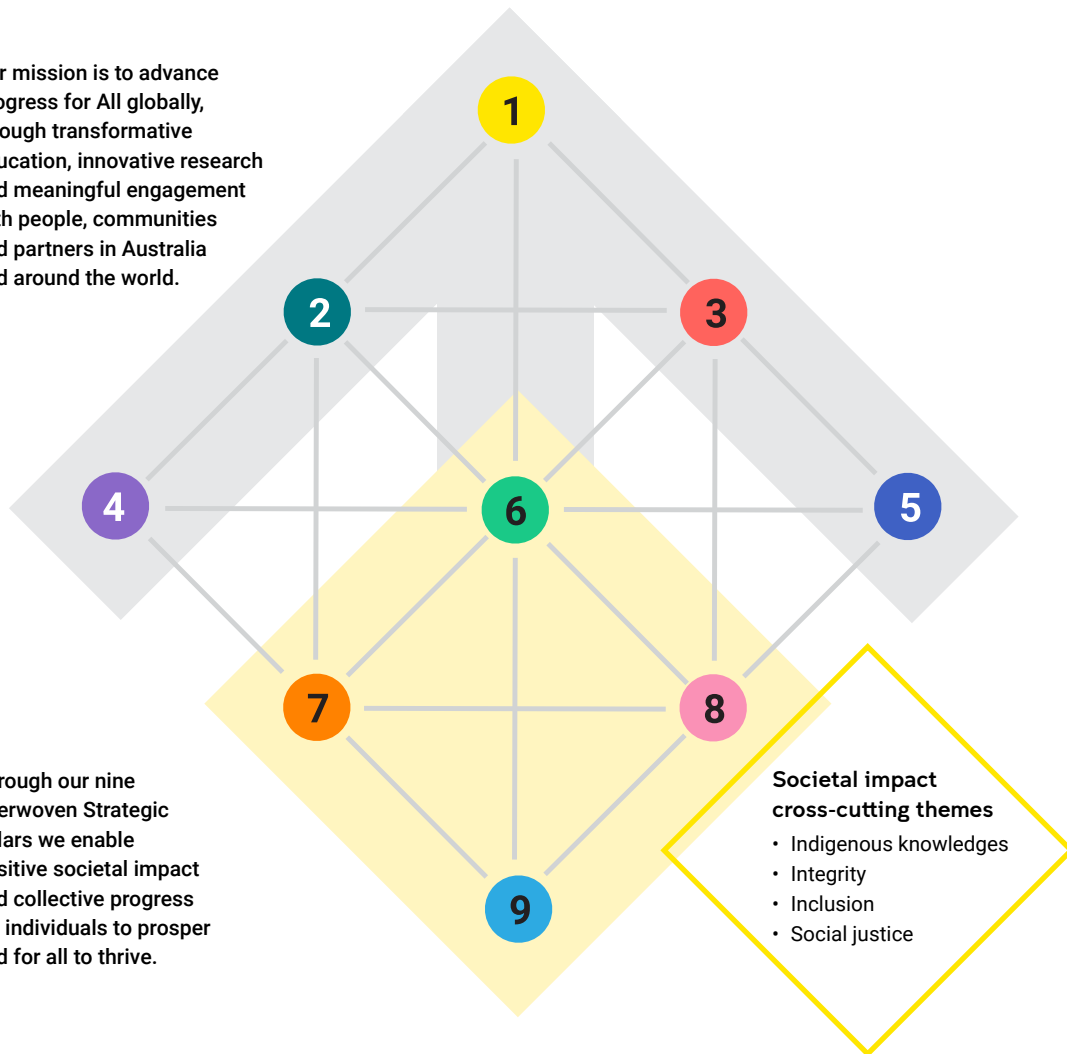 r mission is to advance
ogress for All globally,
ough transformative
ucation, innovative research
d meaningful engagement
th people, communities
d partners in Australia
d around the world.
1
2
3
4
6
5
7
8
9
rough our nine
erwoven Strategic
lars we enable
sitive societal impact
d collective progress
individuals to prosper
d for all to thrive.
Societal impact
cross-cutting themes
• Indigenous knowledges
• Integrity
• Inclusion
• Social justice